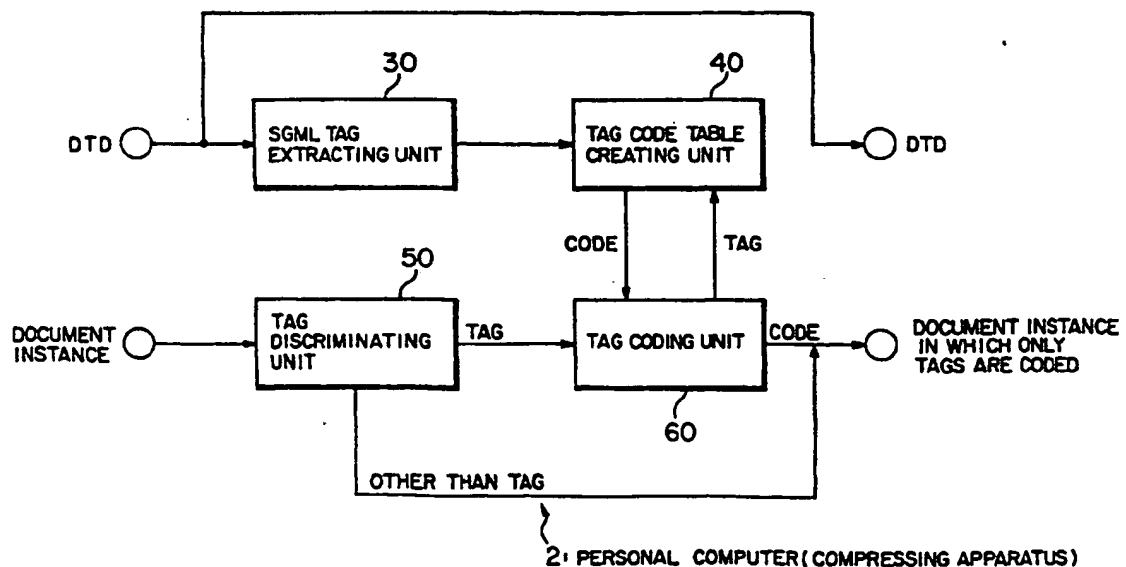 30
40
DTD
SGML TAG
EXTRACTING UNIT
TAG CODE TABLE
CREATING UNIT
DTD
CODE
TAG
50
DOCUMENT
INSTANCE
TAG
DISCRIMINATING
UNIT
TAG
TAG CODING UNIT
CODE
DOCUMENT INSTANCE
IN WHICH ONLY
TAGS ARE CODED
60
OTHER THAN TAG
2: PERSONAL COMPUTER (COMPRESSING APPARATUS)